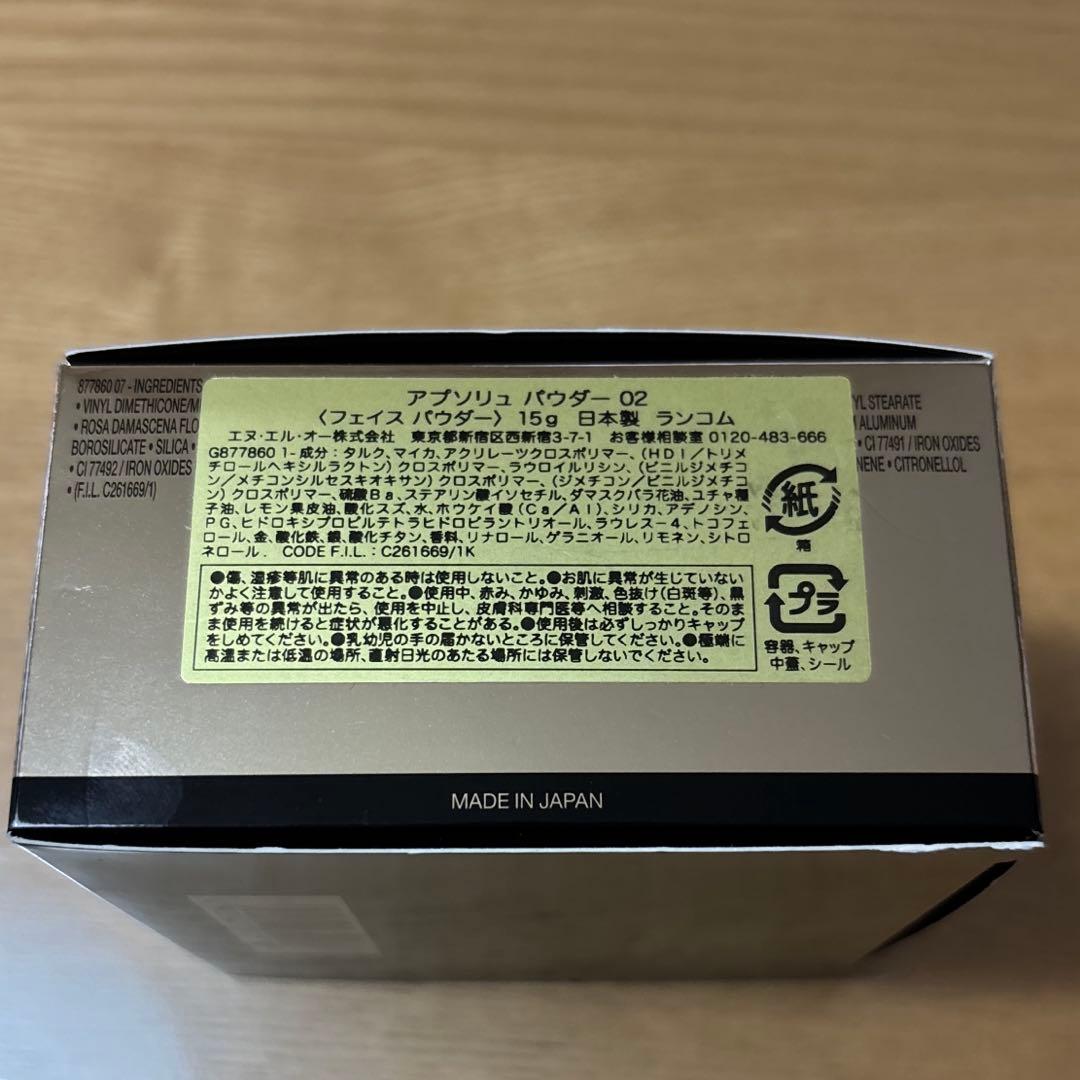 877860 07 - INGREDIENTS
• VINYL DIMETHICONE/M
• ROSA DAMASCENA FLO
BOROSILICATE • SILICA •
• CI 77492 / IRON OXIDES
• (F.I.L. C261669/1)
アプソリュ パウダー 02
〈フェイス パウダー〉 15g 日本製 ランコム
エヌ・エル・オー株式会社 東京都新宿区西新宿3-7-1 お客様相談室 0120-483-666
G877860 1- 成分：タルク、マイカ、アクリレーツクロスポリマー、（HDI／トリメ
チロールヘキシルラクトン）クロスポリマー、ラウロイルリシン、（ビニルジメチコ
ン／メチコンシルセスキオキサン）クロスポリマー、（ジメチコン／ビニルジメチコ
ン）クロスポリマー、硫酸Ba、ステアリン酸イソセチル、ダマスクバラ花油、ユチャ種
子油、レモン果皮油、酸化スズ、水、ホウケイ酸（Ca／Al）、シリカ、アデノシン、
PG、ヒドロキシプロピルテトラヒドロピラントリオール、ラウレス－4、トコフェ
ロール、金、酸化鉄、銀、酸化チタン、香料、リナロール、ゲラニオール、リモネン、シトロ
ネロール. CODE F.I.L. : C261669/1K
●傷、湿疹等肌に異常のある時は使用しないこと。●お肌に異常が生じていない
かよく注意して使用すること。●使用中、赤み、かゆみ、刺激、色抜け（白斑等）、黒
ずみ等の異常が出たら、使用を中止し、皮膚科専門医等へ相談すること。そのま
ま使用を続けると症状が悪化することがある。●使用後は必ずしっかりキャップ
をしめてください。●乳幼児の手の届かないところに保管してください。●極端に
高温または低温の場所、直射日光のあたる場所には保管しないでください。
紙
箱
プラ
容器、キャップ
中蓋、シール
YL STEARATE
M ALUMINUM
• CI 77491 / IRON OXIDES
NENE • CITRONELLOL
MADE IN JAPAN